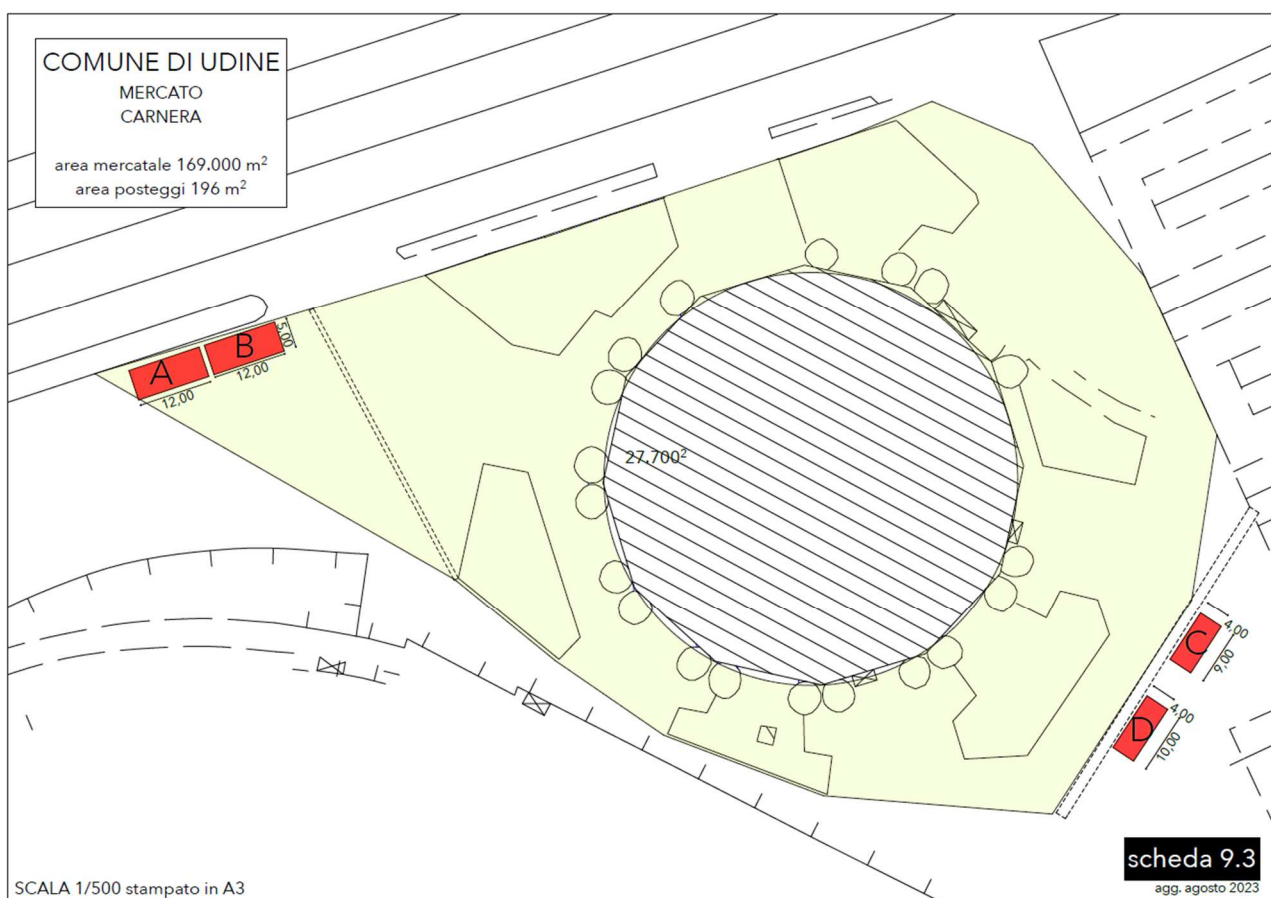 COMUNE DI UDINE
MERCATO
CARNERA
area mercatale 169.000 m²
area posteggi 196 m²
A
B
5,00
12,00
12,00
27.700²
C
4,00
9,00
D
4,00
10,00
scheda 9.3
agg. agosto 2023
SCALA 1/500 stampato in A3